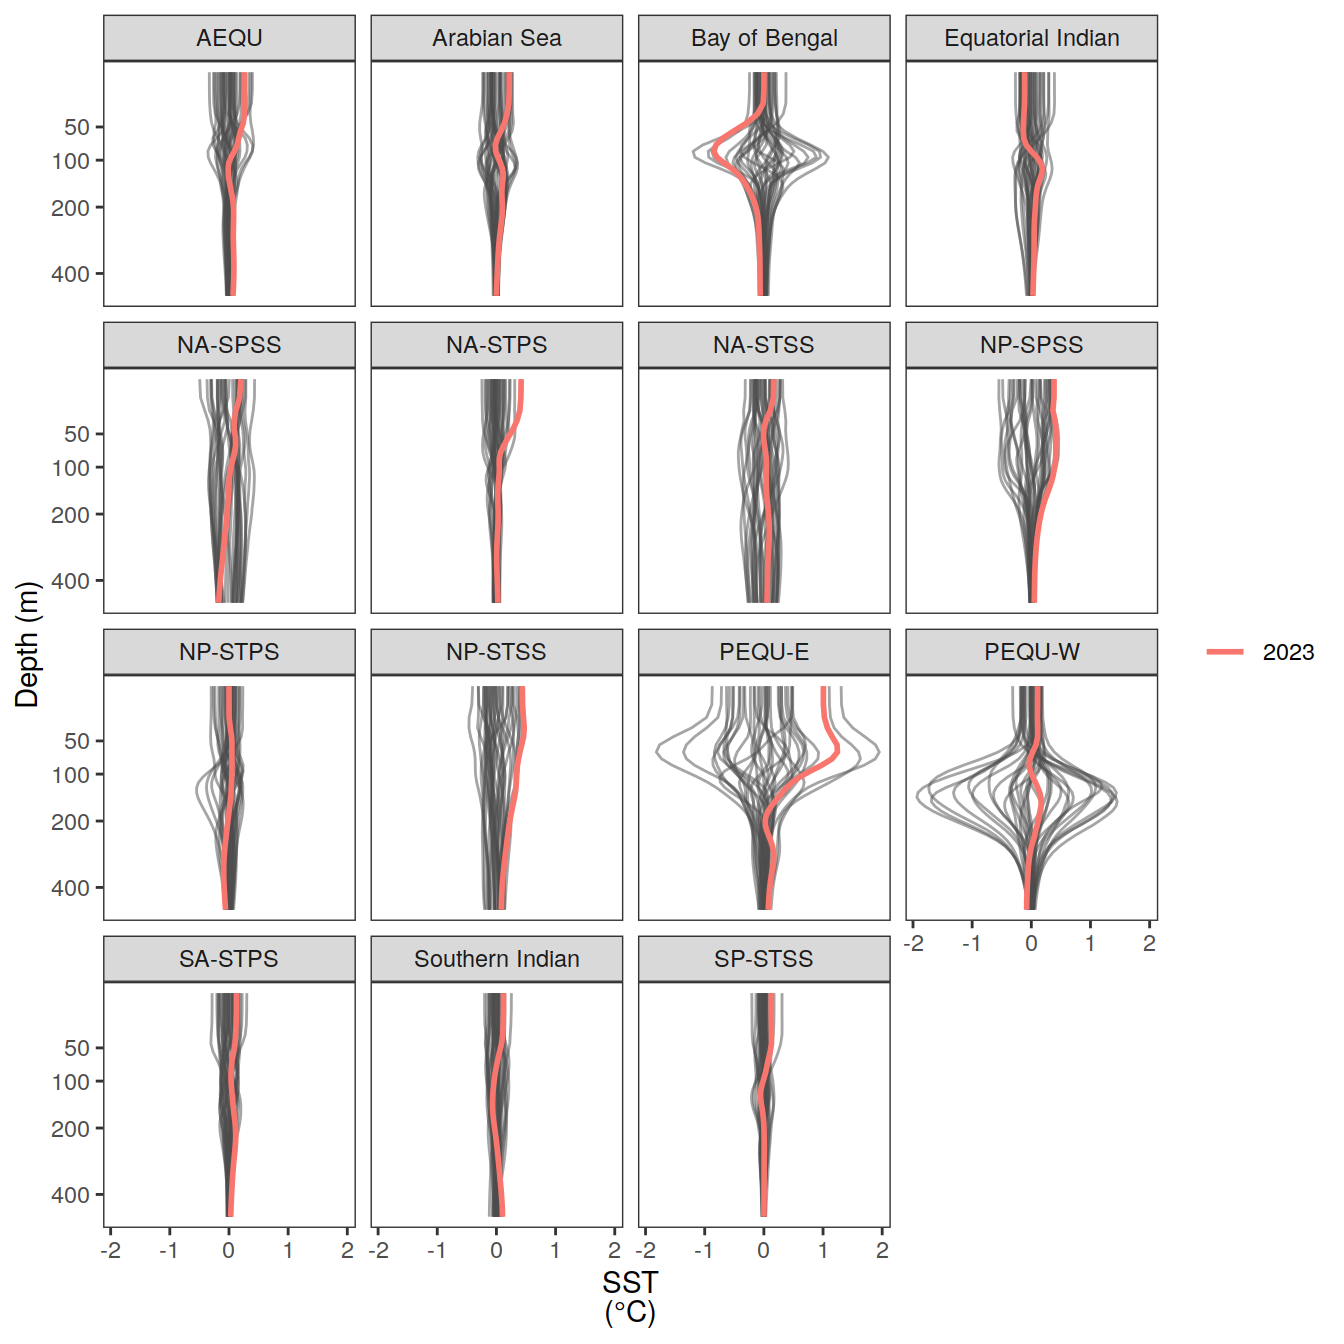 AEQU Arabian Sea Bay of Bengal Equatorial Indian
50
100
200
400
NA-SPSS NA-STPS NA-STSS NP-SPSS
50
100
200
400
Depth (m)
NP-STPS NP-STSS PEQU-E PEQU-W
2023
50
100
200
400
-2 -1 0 1 2
SA-STPS Southern Indian SP-STSS
50
100
200
400
-2 -1 0 1 2 -2 -1 0 1 2 -2 -1 0 1 2
SST
(°C)